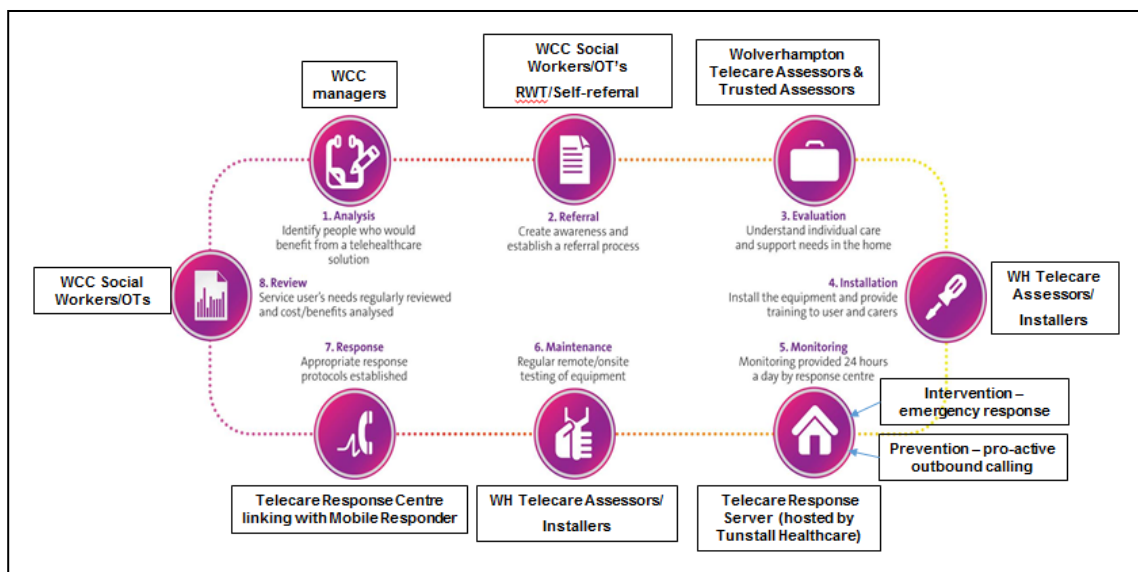 WCC
managers
WCC Social
Workers/OT's
RWT/Self-referral
Wolverhampton
Telecare Assessors &
Trusted Assessors
1. Analysis
Identify people who would
benefit from a telehealthcare
solution
2. Referral
Create awareness and
establish a referral process
3. Evaluation
Understand individual care
and support needs in the home
WCC Social
Workers/OTs
8. Review
Service user's needs regularly reviewed
and cost/benefits analysed
4. Installation
Install the equipment and provide
training to user and carers
WH Telecare
Assessors/
Installers
7. Response
Appropriate response
protocols established
6. Maintenance
Regular remote/onsite
testing of equipment
5. Monitoring
Monitoring provided 24 hours
a day by response centre
Intervention –
emergency response
Prevention – pro-active
outbound calling
Telecare Response Centre
linking with Mobile Responder
WH Telecare Assessors/
Installers
Telecare Response
Server (hosted by
Tunstall Healthcare)